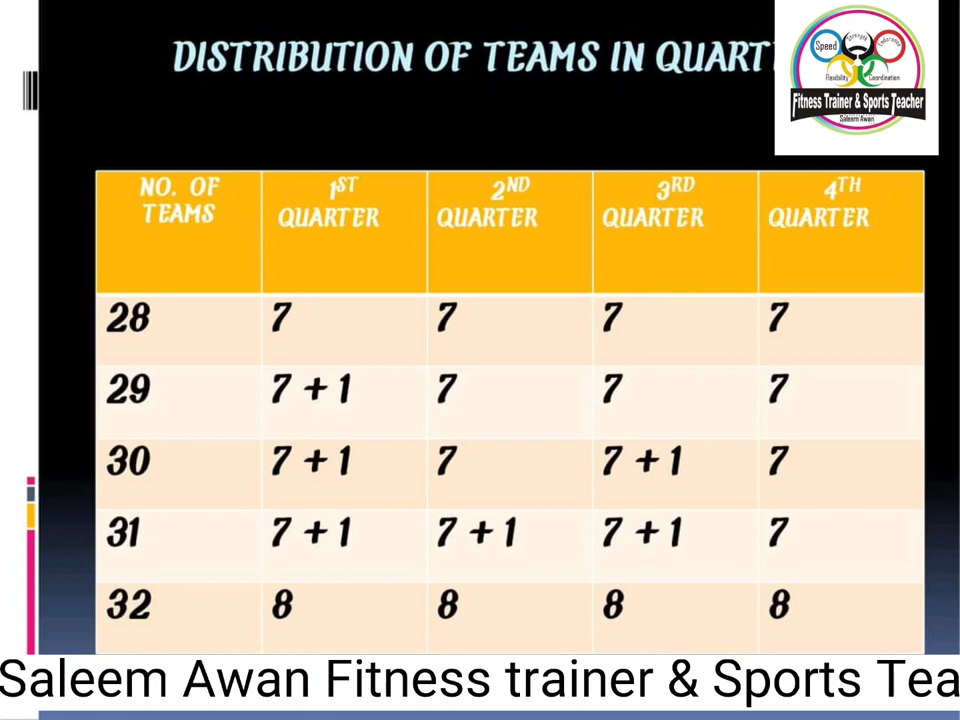 DISTRIBUTION OF TEAMS IN QUART
Speed
Strength
Endurance
Flexibility
Coordination
Fitness Trainer & Sports Teacher
Saleem Awan
NO. OF TEAMS 1ST QUARTER 2ND QUARTER 3RD QUARTER 4TH QUARTER
28 7 7 7 7
29 7 + 1 7 7 7
30 7 + 1 7 7 + 1 7
31 7 + 1 7 + 1 7 + 1 7
32 8 8 8 8
Saleem Awan Fitness trainer & Sports Tea